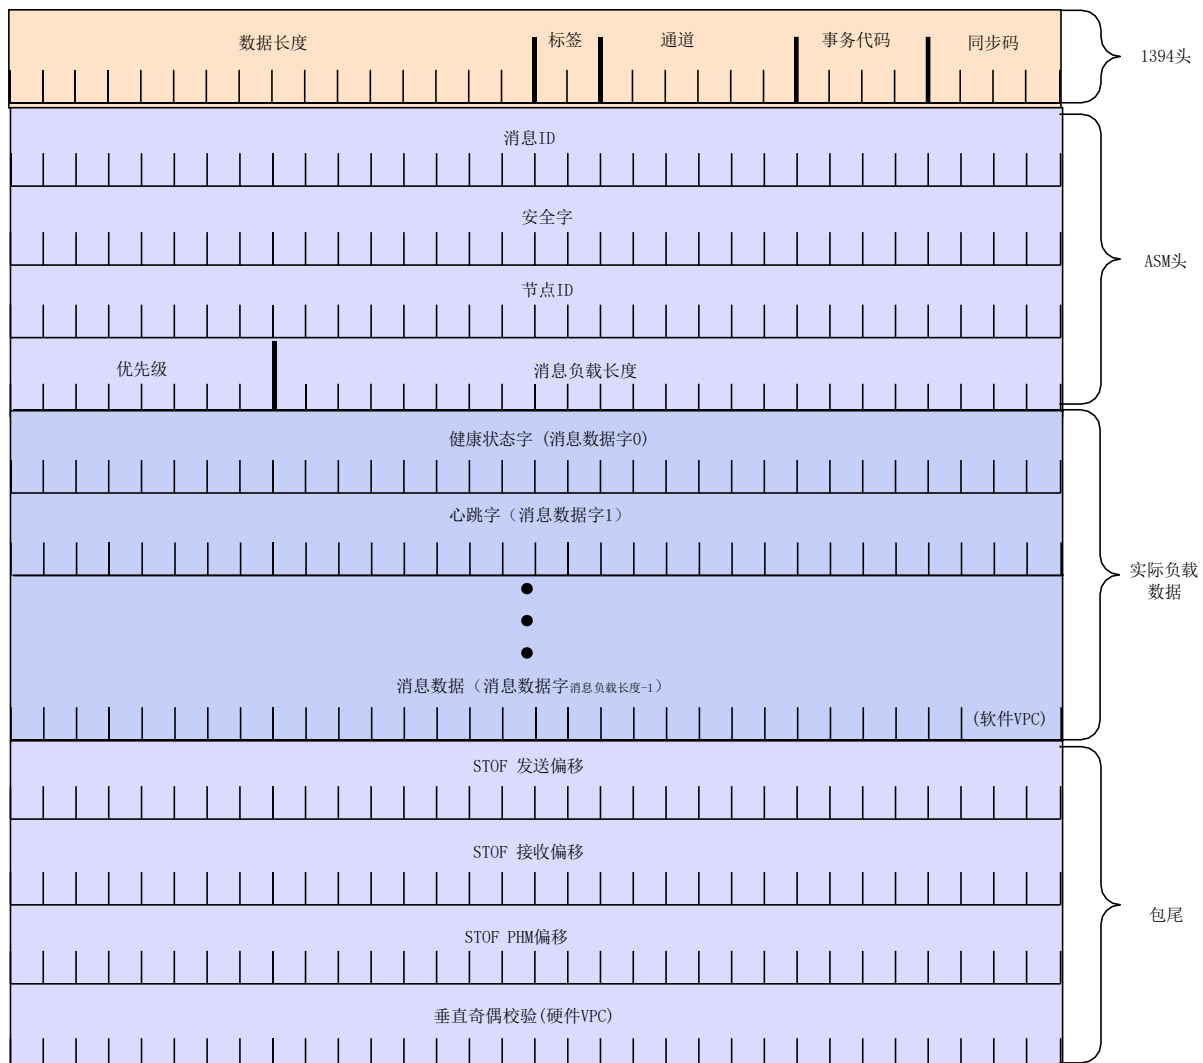 数据长度
标签
通道
事务代码
同步码
1394头
消息ID
安全字
节点ID
ASM头
优先级
消息负载长度
健康状态字 (消息数据字0)
心跳字（消息数据字1）
实际负载
数据
消息数据（消息数据字消息负载长度-1）
(软件VPC)
STOF 发送偏移
STOF 接收偏移
包尾
STOF PHM偏移
垂直奇偶校验(硬件VPC)